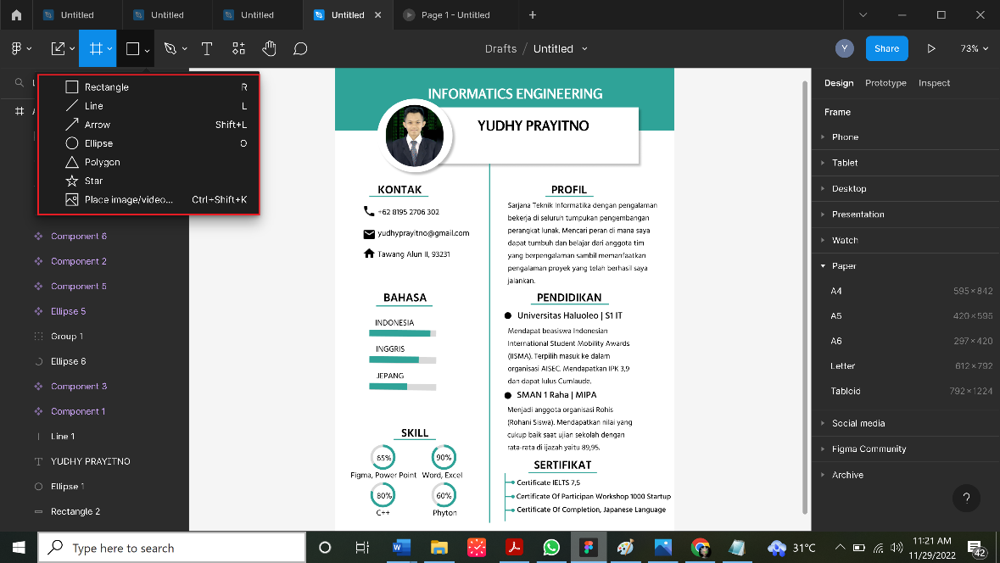 Untitled
Untitled
Untitled
Untitled
Page 1 - Untitled
Drafts / Untitled
Y
Share
73%
Rectangle R
Line L
Arrow Shift+L
Ellipse O
Polygon
Star
Place image/video... Ctrl+Shift+K
Component 6
Component 2
Component 5
Ellipse 5
Group 1
Ellipse 6
Component 3
Component 1
Line 1
YUDHY PRAYITNO
Ellipse 1
Rectangle 2
INFORMATICS ENGINEERING
YUDHY PRAYITNO
KONTAK
+62 8195 2706 302
yudhyprayitno@gmail.com
Tawang Alun II, 93231
BAHASA
INDONESIA
INGGRIS
JEPANG
SKILL
65%
90%
Figma, Power Point
Word, Excel
80%
60%
C++
Phyton
PROFIL
Sarjana Teknik Informatika dengan pengalaman
bekerja di seluruh tumpukan pengembangan
perangkat lunak. Mencari peran di mana saya
dapat tumbuh dan belajar dari anggota tim
yang berpengalaman sambil memanfaatkan
pengalaman proyek yang telah berhasil saya
jalankan.
PENDIDIKAN
Universitas Haluoleo | S1 IT
Mendapat beasiswa Indonesian
International Student Mobility Awards
(IISMA). Terpilih masuk ke dalam
organisasi AISEC. Mendapatkan IPK 3,9
dan dapat lulus Cumlaude.
SMAN 1 Raha | MIPA
Menjadi anggota organisasi Rohis
(Rohani Siswa). Mendapatkan nilai yang
cukup baik saat ujian sekolah dengan
rata-rata di ijazah yaitu 89,95.
SERTIFIKAT
Certificate IELTS 7,5
Certificate Of Participan Workshop 1000 Startup
Certificate Of Completion, Japanese Language
Design Prototype Inspect
Frame
Phone
Tablet
Desktop
Presentation
Watch
Paper
A4 595×842
A5 420×595
A6 297×420
Letter 612×792
Tabloid 792×1224
Social media
Figma Community
Archive
?
Type here to search
31°C
11:21 AM
11/29/2022
42